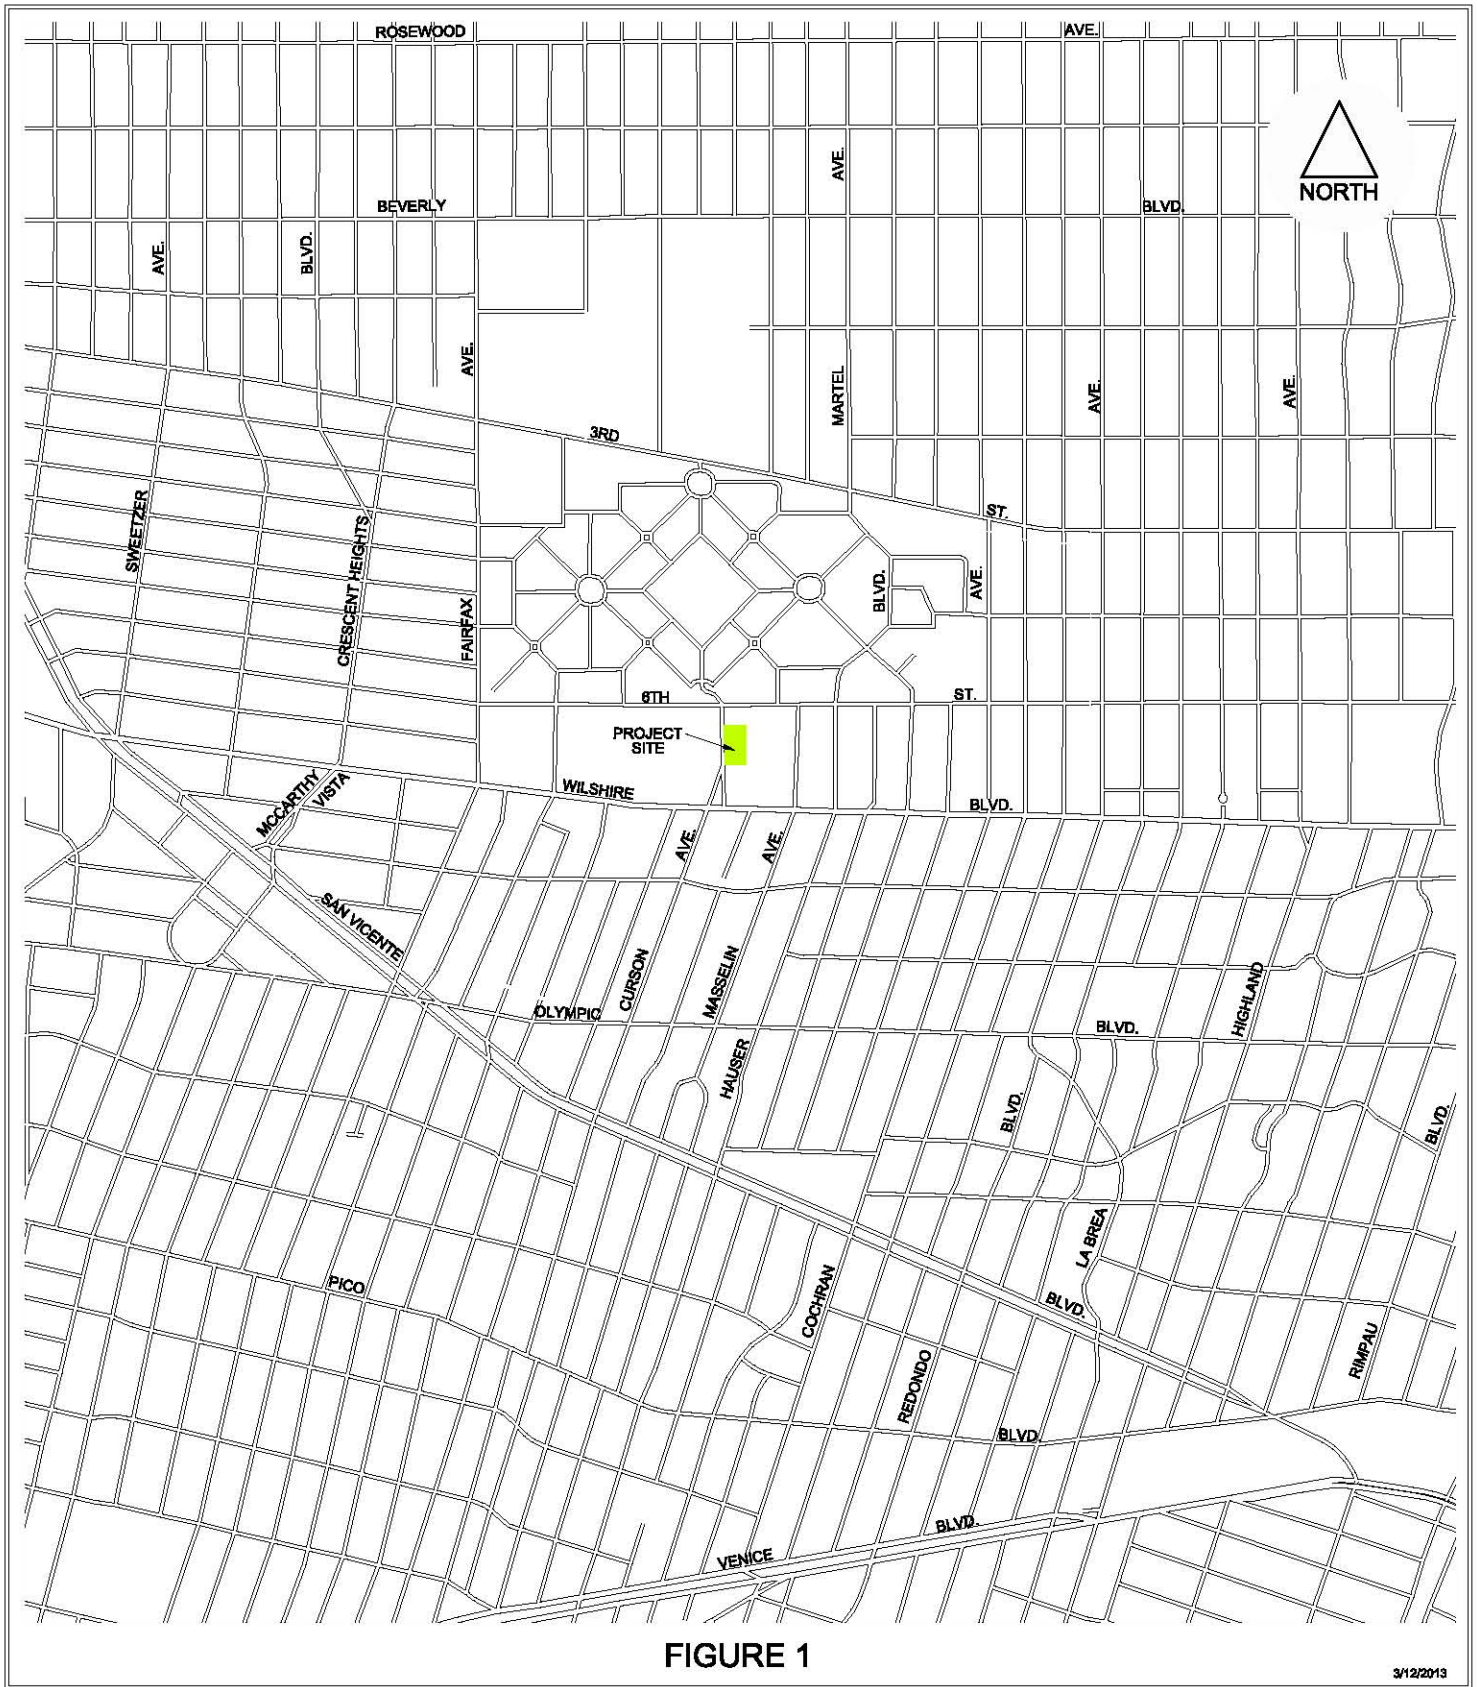 ROSEWOOD
AVE.
AVE.
NORTH
BEVERLY
BLVD.
AVE.
BLVD.
AVE.
MARTEL
AVE.
AVE.
3RD
SWEETZER
ST.
CRESCENT HEIGHTS
BLVD.
AVE.
FAIRFAX
6TH
ST.
PROJECT
SITE
MCCARTHY
VISTA
WILSHIRE
BLVD.
AVE.
AVE.
SAN VICENTE
CURSON
MASSELIN
HIGHLAND
OLYMPIC
BLVD.
HAUSER
BLVD.
BLVD.
LA BREA
PICO
COCHRAN
BLVD.
RIMPAU
REDONDO
BLVD.
BLVD.
VENICE
FIGURE 1
3/12/2013